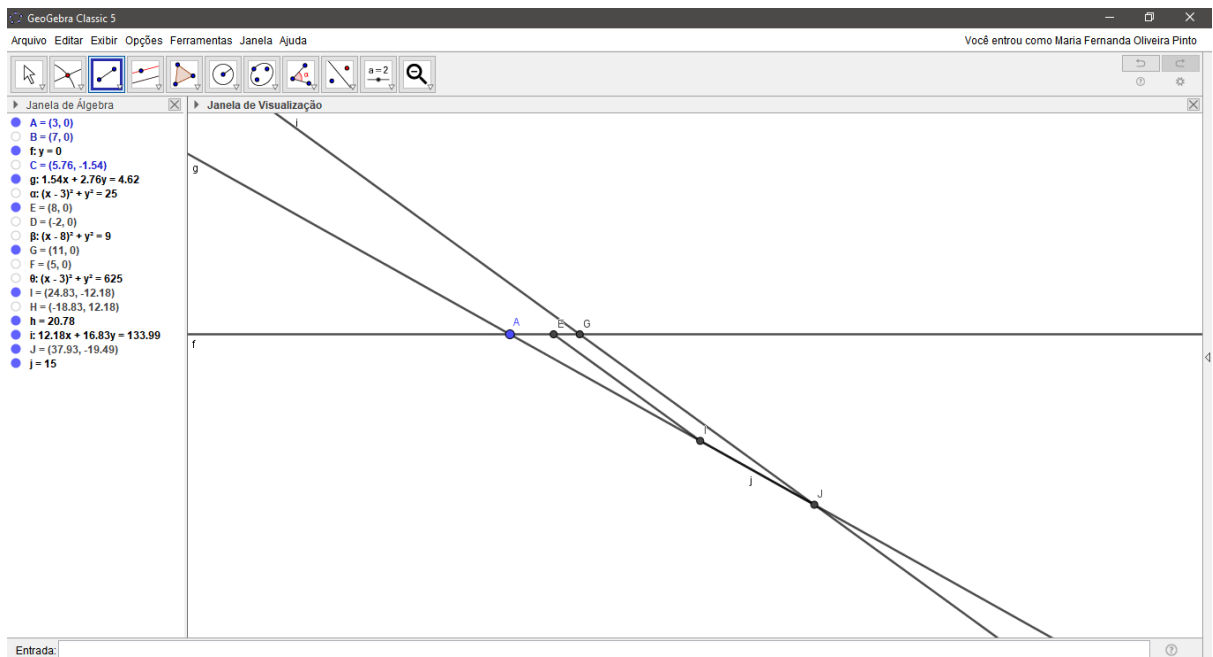 GeoGebra Classic 5
Arquivo Editar Exibir Opções Ferramentas Janela Ajuda
Você entrou como Maria Fernanda Oliveira Pinto
a = 2
Janela de Álgebra
Janela de Visualização
A = (3, 0)
B = (7, 0)
f: y = 0
C = (5.76, -1.54)
g: 1.54x + 2.76y = 4.62
α: (x - 3)² + y² = 25
E = (8, 0)
D = (-2, 0)
β: (x - 8)² + y² = 9
G = (11, 0)
F = (5, 0)
θ: (x - 3)² + y² = 625
I = (24.83, -12.18)
H = (-18.83, 12.18)
h = 20.78
i: 12.18x + 16.83y = 133.99
J = (37.93, -19.49)
j = 15
i
g
A
E
G
f
I
j
J
Entrada: